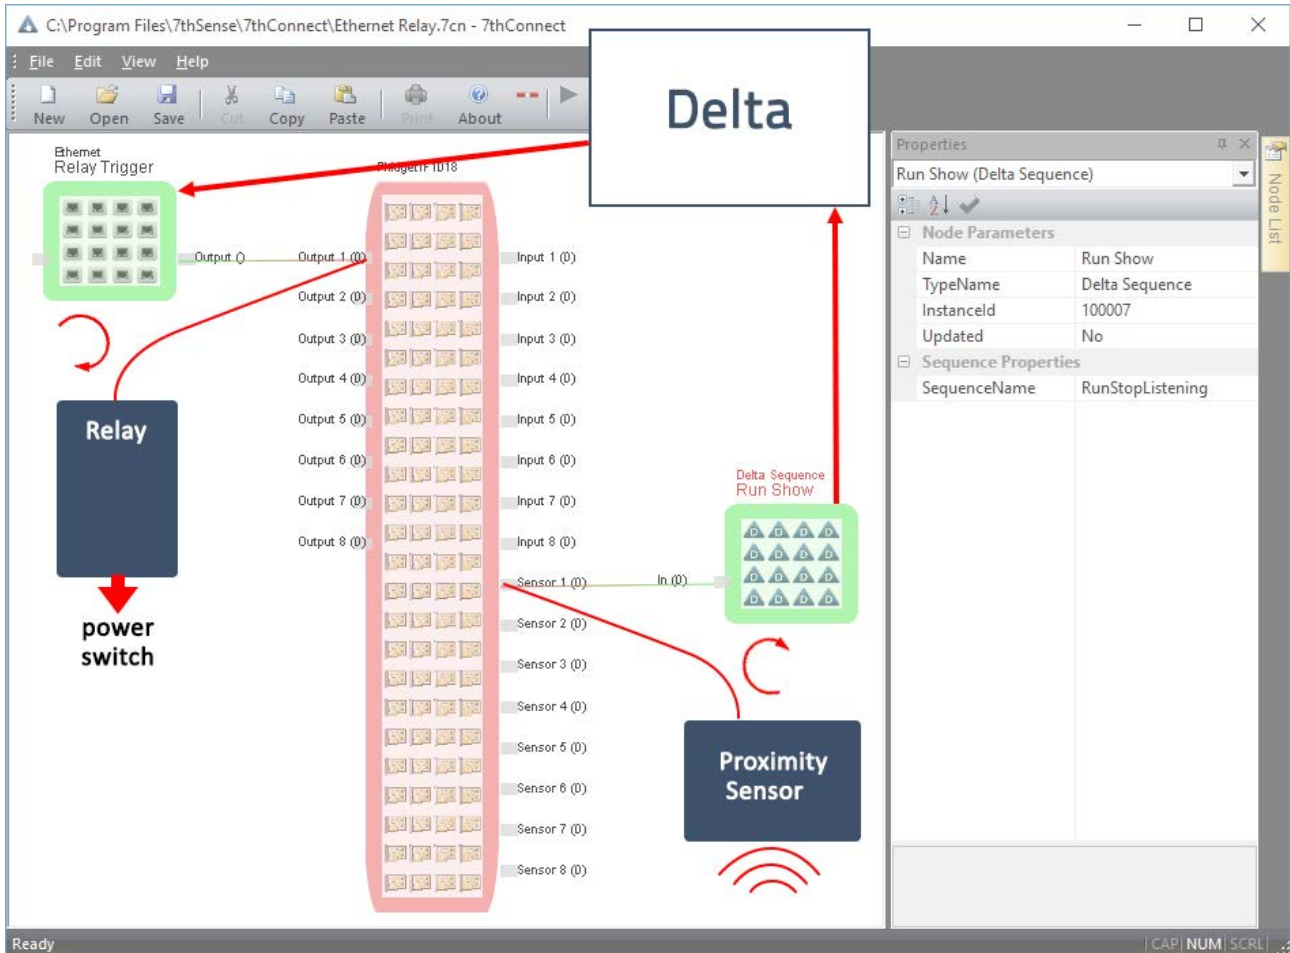 C:\Program Files\7thSense\7thConnect\Ethernet Relay.7cn - 7thConnect
File Edit View Help
New Open Save Cut Copy Paste Print About
Delta
Ethernet
Relay Trigger
Output ()
Output 1 (0)
Output 2 (0)
Output 3 (0)
Output 4 (0)
Output 5 (0)
Output 6 (0)
Output 7 (0)
Output 8 (0)
Input 1 (0)
Input 2 (0)
Input 3 (0)
Input 4 (0)
Input 5 (0)
Input 6 (0)
Input 7 (0)
Input 8 (0)
Sensor 1 (0)
Sensor 2 (0)
Sensor 3 (0)
Sensor 4 (0)
Sensor 5 (0)
Sensor 6 (0)
Sensor 7 (0)
Sensor 8 (0)
Relay
power
switch
In (0)
Delta Sequence
Run Show
Proximity
Sensor
Properties
Run Show (Delta Sequence)
Node Parameters
Name Run Show
TypeName Delta Sequence
InstanceId 100007
Updated No
Sequence Properties
SequenceName RunStopListening
Node List
Ready
CAP NUM SCRL